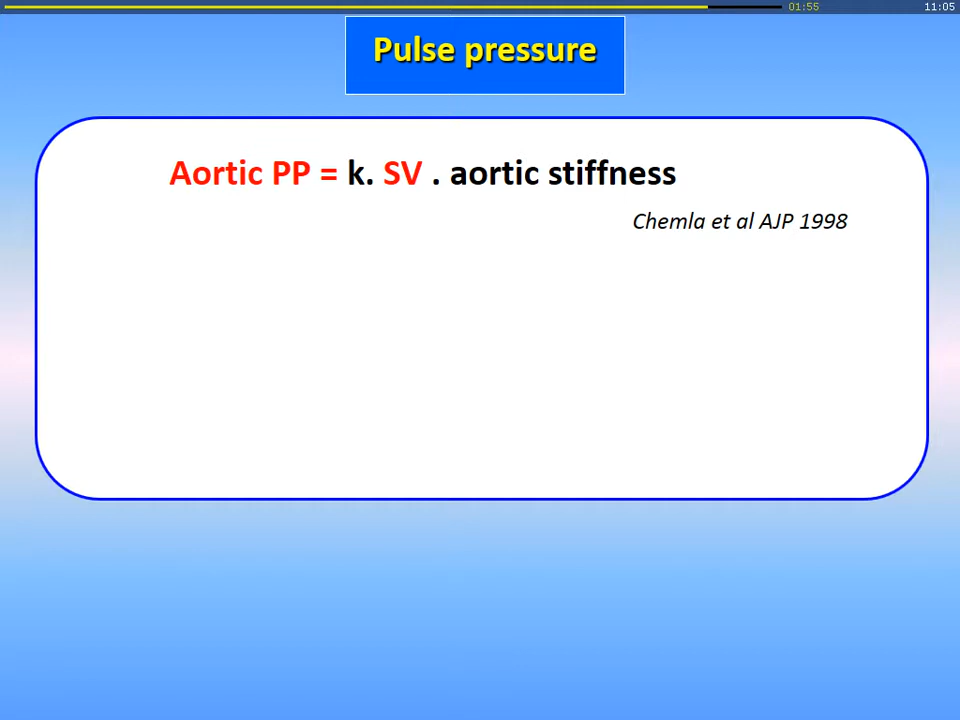 01:55
11:05
Pulse pressure
Aortic PP = k. SV . aortic stiffness
Chemla et al AJP 1998